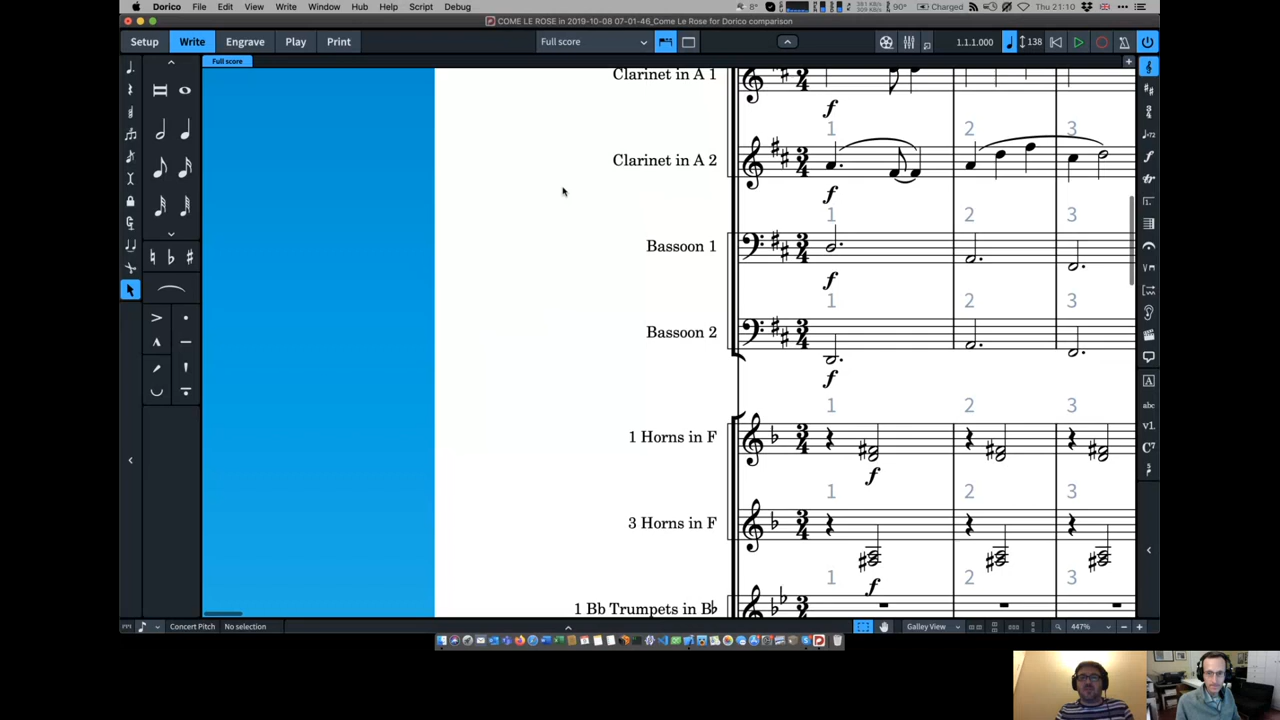 Dorico File Edit View Write Window Hub Help Script Debug 8° 90° Charged Thu 21:10
COME LE ROSE in 2019-10-08 07-01-46_Come Le Rose for Dorico comparison
Setup Write Engrave Play Print Full score 1.1.1.000 138
Full score
Clarinet in A 1
f
1 2 3
Clarinet in A 2
f
1 2 3
Bassoon 1
f
1 2 3
Bassoon 2
f
1 2 3
1 Horns in F
f
1 2 3
3 Horns in F
f
1 2 3
1 Bb Trumpets in B♭
Concert Pitch No selection Galley View 447%